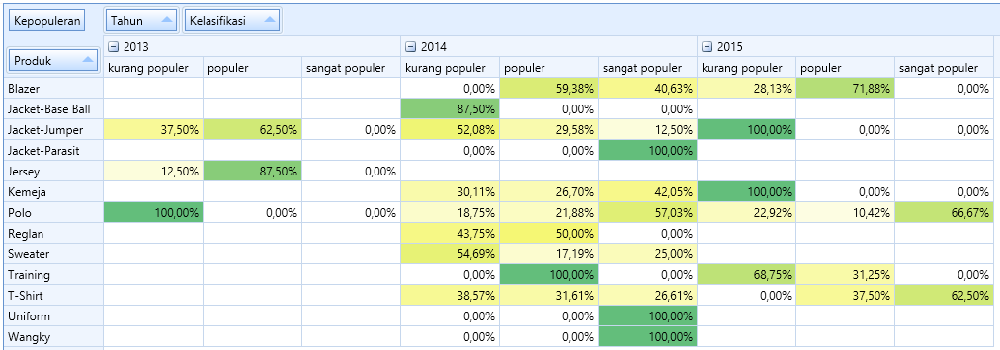 Kepopuleran Tahun Kelasifikasi
Produk 2013 2014 2015
kurang populer populer sangat populer kurang populer populer sangat populer kurang populer populer sangat populer
Blazer 0,00% 59,38% 40,63% 28,13% 71,88% 0,00%
Jacket-Base Ball 87,50% 0,00% 0,00%
Jacket-Jumper 37,50% 62,50% 0,00% 52,08% 29,58% 12,50% 100,00% 0,00% 0,00%
Jacket-Parasit 0,00% 0,00% 100,00%
Jersey 12,50% 87,50% 0,00%
Kemeja 30,11% 26,70% 42,05% 100,00% 0,00% 0,00%
Polo 100,00% 0,00% 0,00% 18,75% 21,88% 57,03% 22,92% 10,42% 66,67%
Reglan 43,75% 50,00% 0,00%
Sweater 54,69% 17,19% 25,00%
Training 0,00% 100,00% 0,00% 68,75% 31,25% 0,00%
T-Shirt 38,57% 31,61% 26,61% 0,00% 37,50% 62,50%
Uniform 0,00% 0,00% 100,00%
Wangky 0,00% 0,00% 100,00%